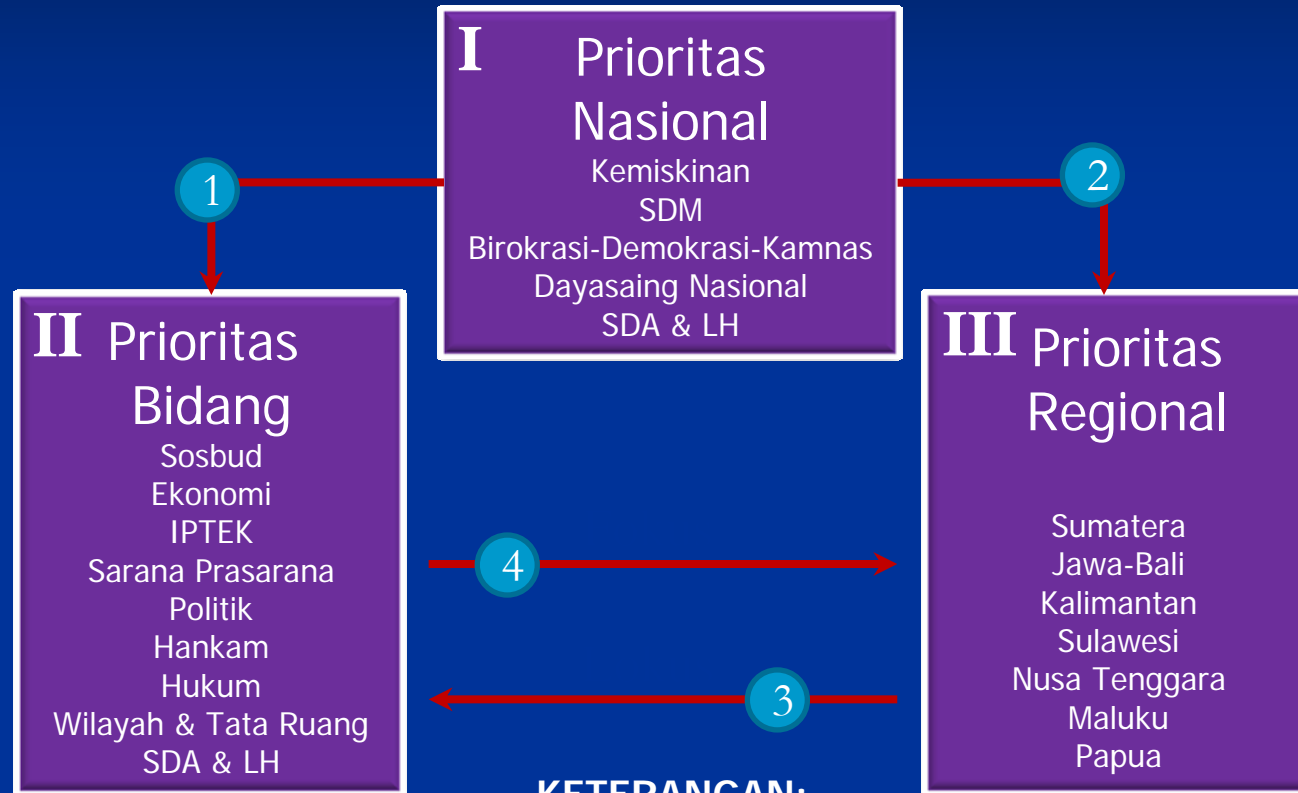 I Prioritas
Nasional
Kemiskinan
SDM
Birokrasi-Demokrasi-Kamnas
Dayasaing Nasional
SDA & LH
1
2
II Prioritas
Bidang
Sosbud
Ekonomi
IPTEK
Sarana Prasarana
Politik
Hankam
Hukum
Wilayah & Tata Ruang
SDA & LH
III Prioritas
Regional
Sumatera
Jawa-Bali
Kalimantan
Sulawesi
Nusa Tenggara
Maluku
Papua
4
3
KETERANGAN: